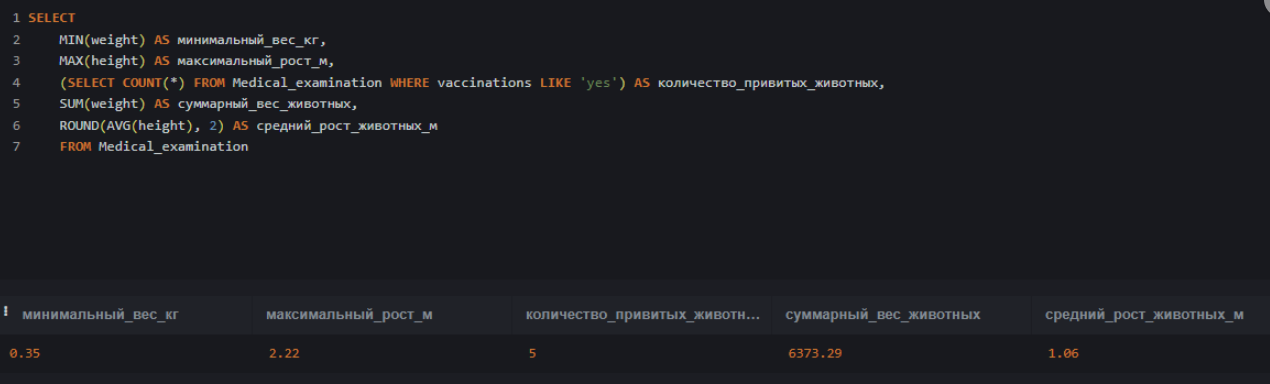 1 SELECT
2 MIN(weight) AS минимальный_вес_кг,
3 MAX(height) AS максимальный_рост_м,
4 (SELECT COUNT(*) FROM Medical_examination WHERE vaccinations LIKE 'yes') AS количество_привитых_животных,
5 SUM(weight) AS суммарный_вес_животных,
6 ROUND(AVG(height), 2) AS средний_рост_животных_м
7 FROM Medical_examination
минимальный_вес_кг максимальный_рост_м количество_привитых_животн... суммарный_вес_животных средний_рост_животных_м
0.35 2.22 5 6373.29 1.06